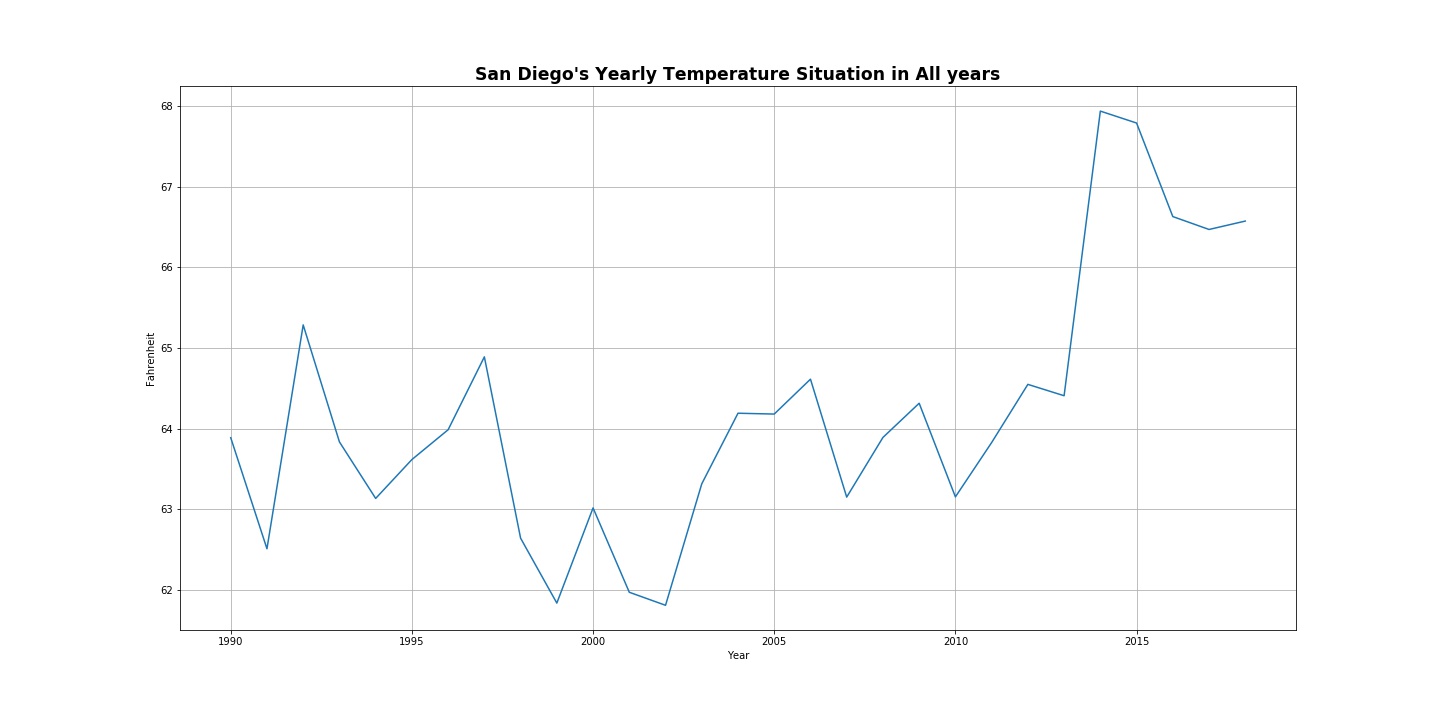 San Diego's Yearly Temperature Situation in All years
68
67
66
65
64
63
62
Fahrenheit
1990 1995 2000 2005 2010 2015
Year